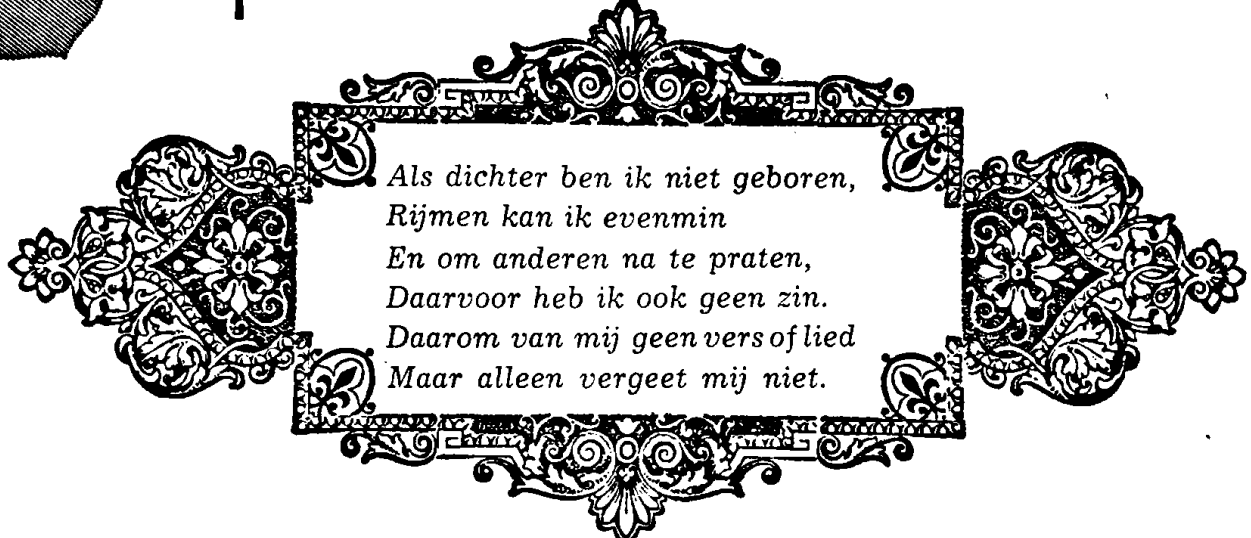 Als dichter ben ik niet geboren,
Rijmen kan ik evenmin
En om anderen na te praten,
Daarvoor heb ik ook geen zin.
Daarom van mij geen vers of lied
Maar alleen vergeet mij niet.